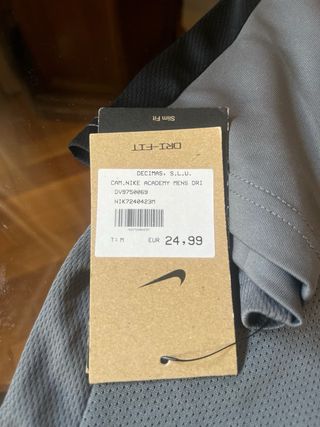 Slim Fit
DRI-FIT
DECIMAS, S.L.U.
CAM.NIKE ACADEMY MENS DRI
DV9750069
NIK7240423M
T: M EUR 24,99